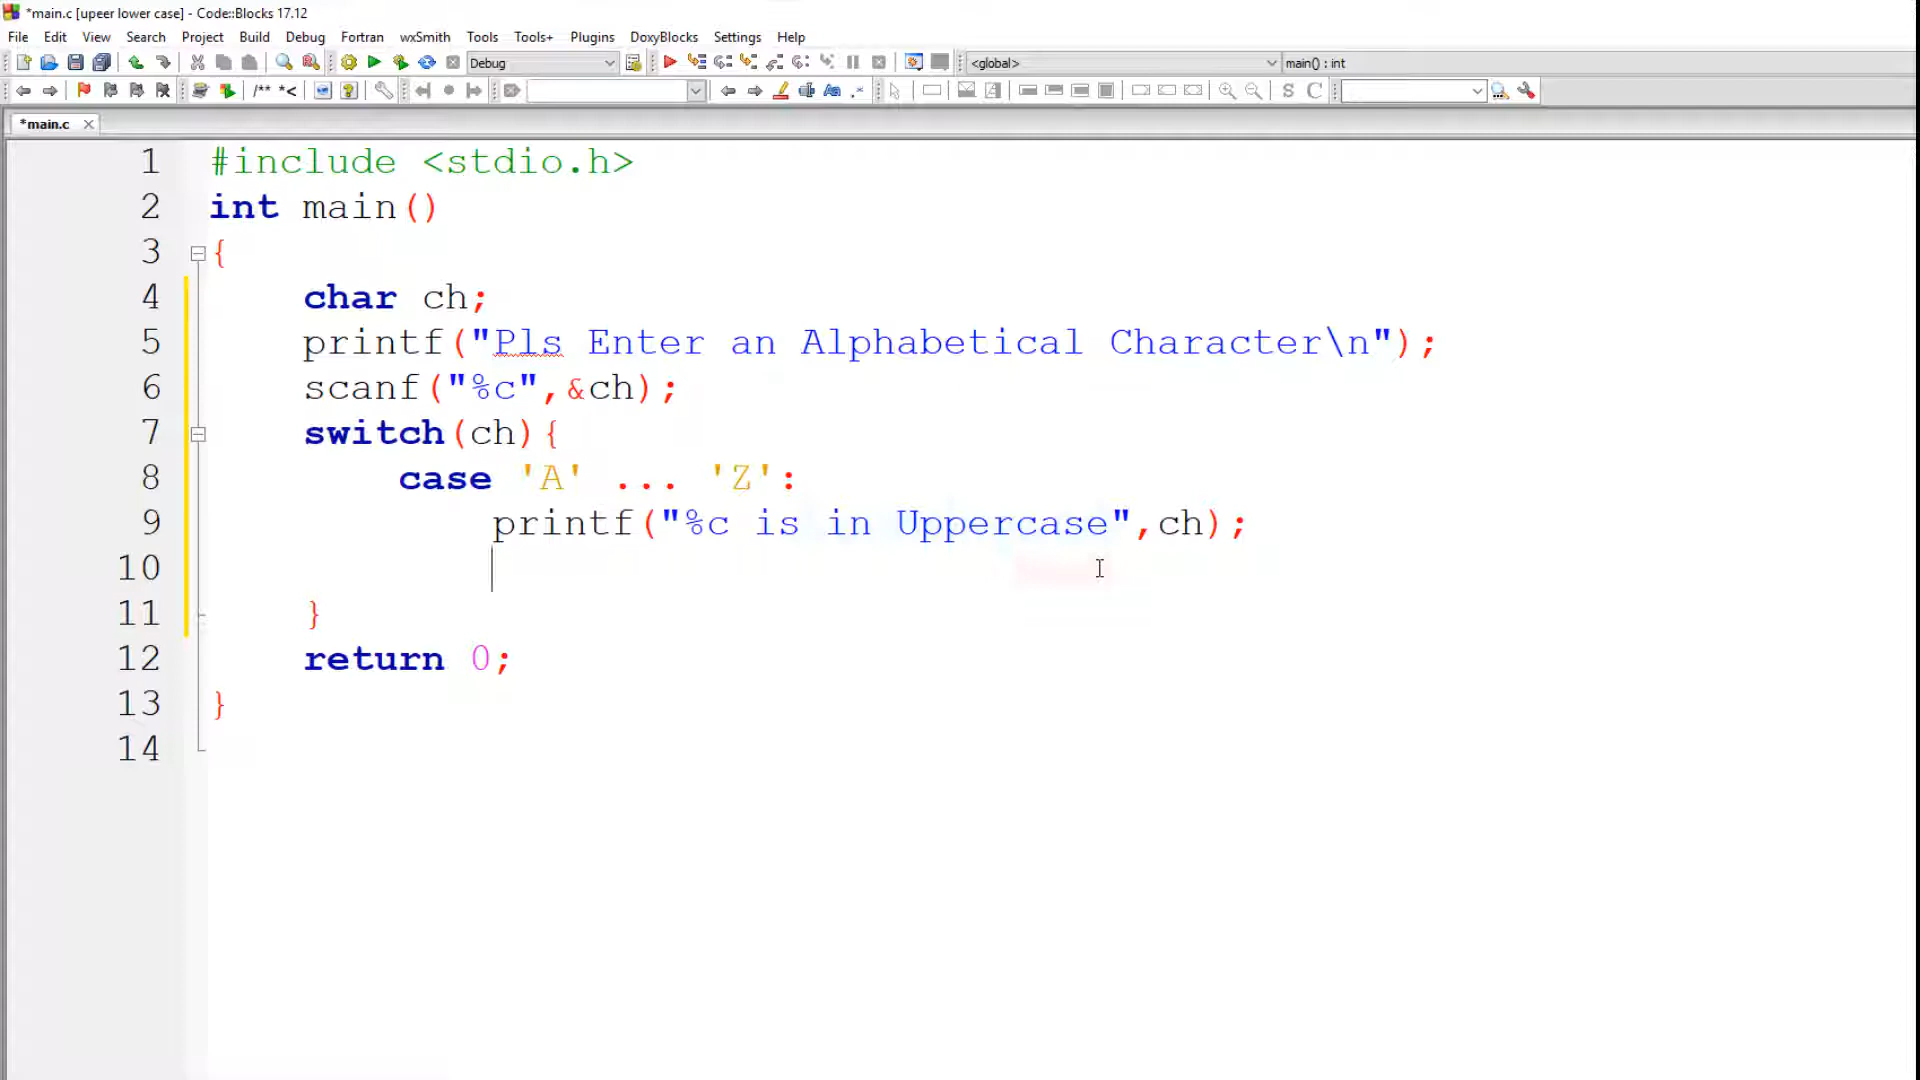 *main.c [upeer lower case] - Code::Blocks 17.12
File Edit View Search Project Build Debug Fortran wxSmith Tools Tools+ Plugins DoxyBlocks Settings Help
Debug <global> main() : int
/** *< .* S C
*main.c
1 #include <stdio.h>
2 int main()
3 {
4 char ch;
5 printf("Pls Enter an Alphabetical Character\n");
6 scanf("%c",&ch);
7 switch(ch){
8 case 'A' ... 'Z':
9 printf("%c is in Uppercase",ch);
10
11 }
12 return 0;
13 }
14